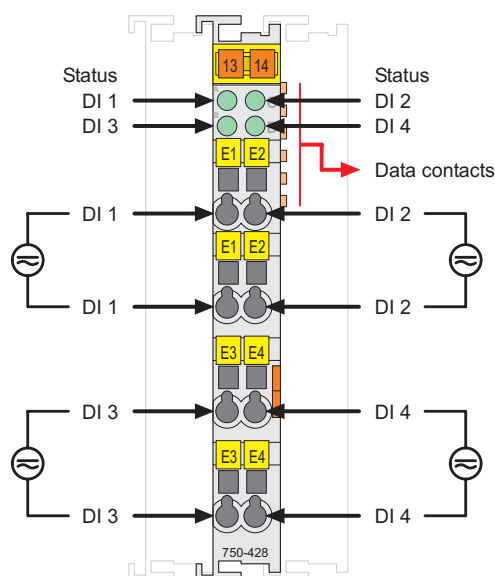 13 14
Status Status
DI 1 A C DI 2
DI 3 B D DI 4
E1 E2
Data contacts
DI 1 DI 2
E1 E2
DI 1 DI 2
E3 E4
DI 3 DI 4
E3 E4
DI 3 DI 4
750-428